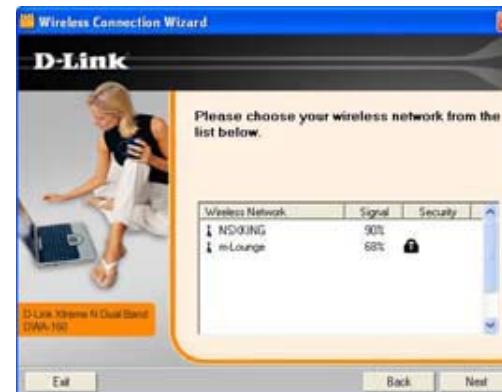 Wireless Connection Wizard
D-Link
Please choose your wireless network from the
list below.
Wireless Network Signal Security
90%
m-Lounge 68%
D-Link Xtreme N Dual Band
DWA-160
Exit Back Next